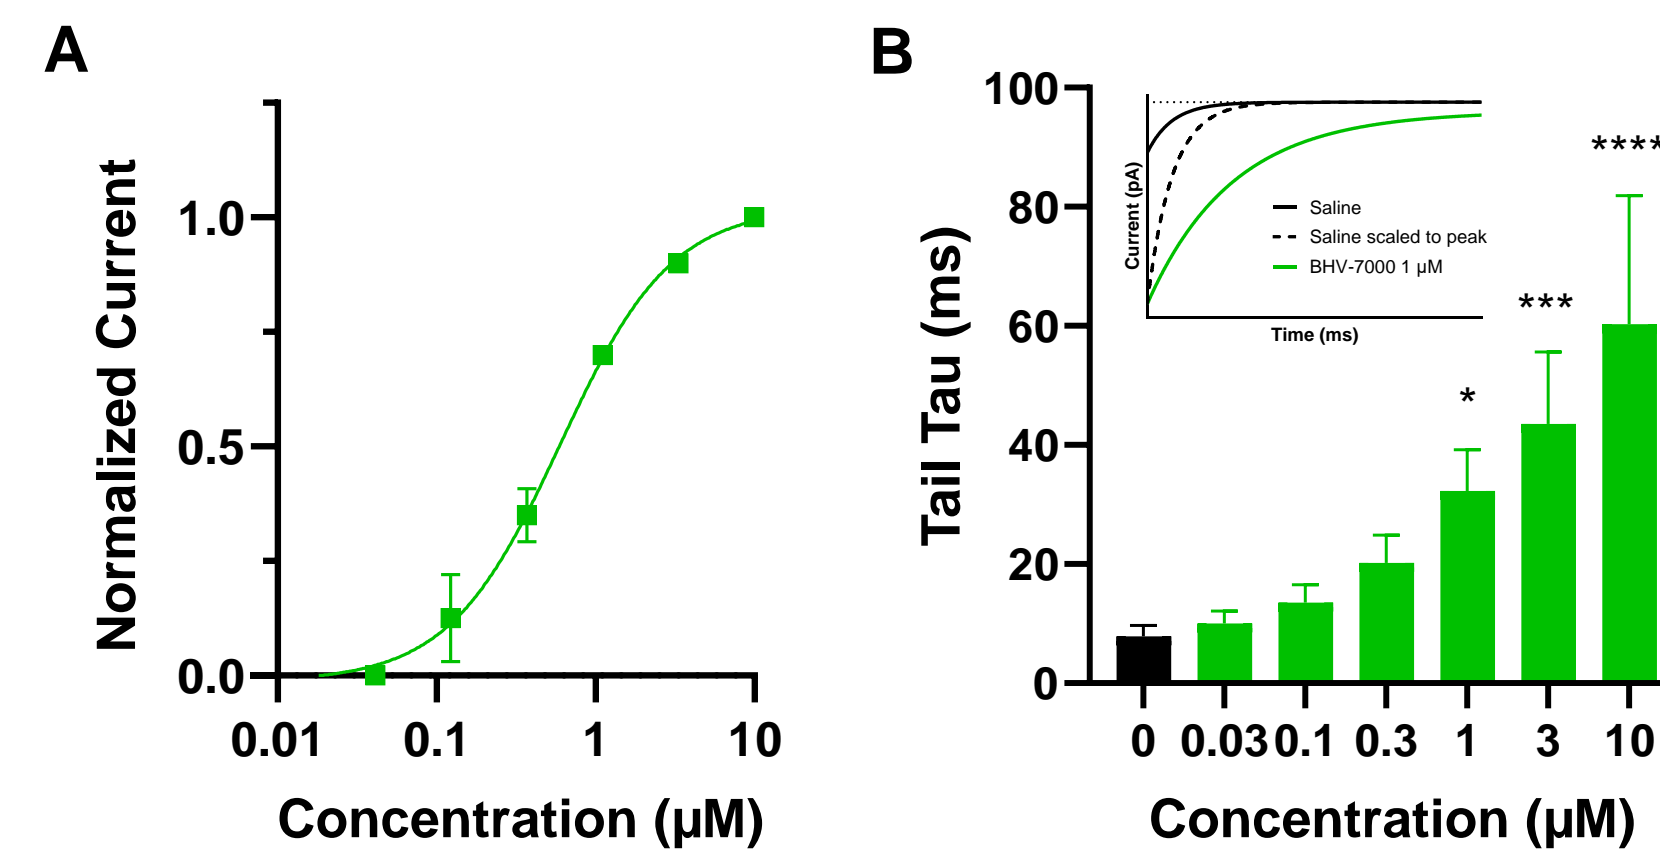 A
Normalized Current
1.0
0.5
0.0
0.01 0.1 1 10
Concentration (µM)
B
Tail Tau (ms)
100
80
60
40
20
0
Current (pA)
Saline
Saline scaled to peak
BHV-7000 1 µM
Time (ms)
****
***
*
0 0.03 0.1 0.3 1 3 10
Concentration (µM)